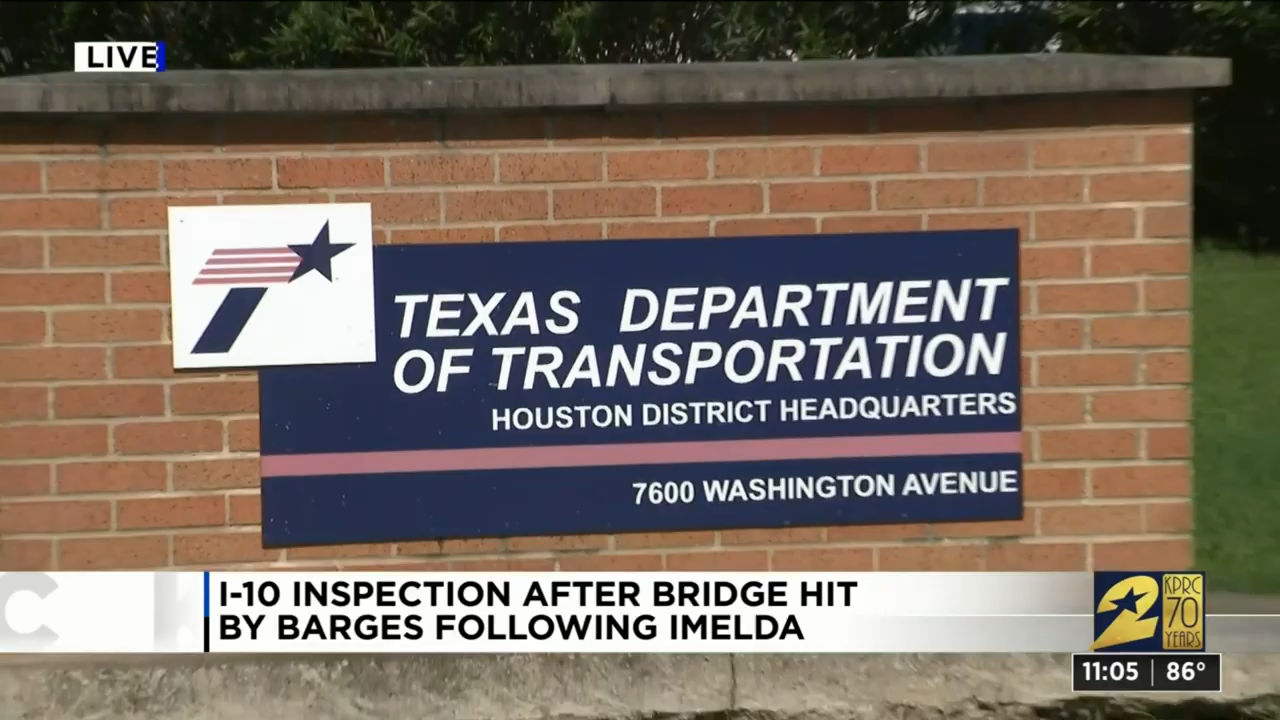 LIVE
TEXAS DEPARTMENT
OF TRANSPORTATION
HOUSTON DISTRICT HEADQUARTERS
7600 WASHINGTON AVENUE
C
I-10 INSPECTION AFTER BRIDGE HIT
BY BARGES FOLLOWING IMELDA
2
KPRC
70
YEARS
11:05 | 86°